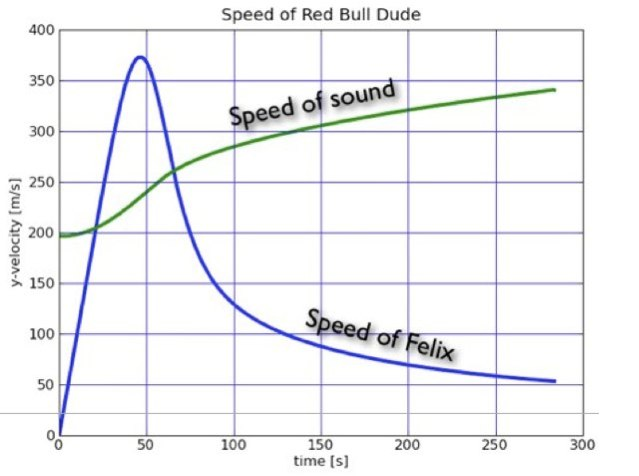 Speed of Red Bull Dude
400
350
300
250
200
150
100
50
0
y-velocity [m/s]
Speed of sound
Speed of Felix
0 50 100 150 200 250 300
time [s]